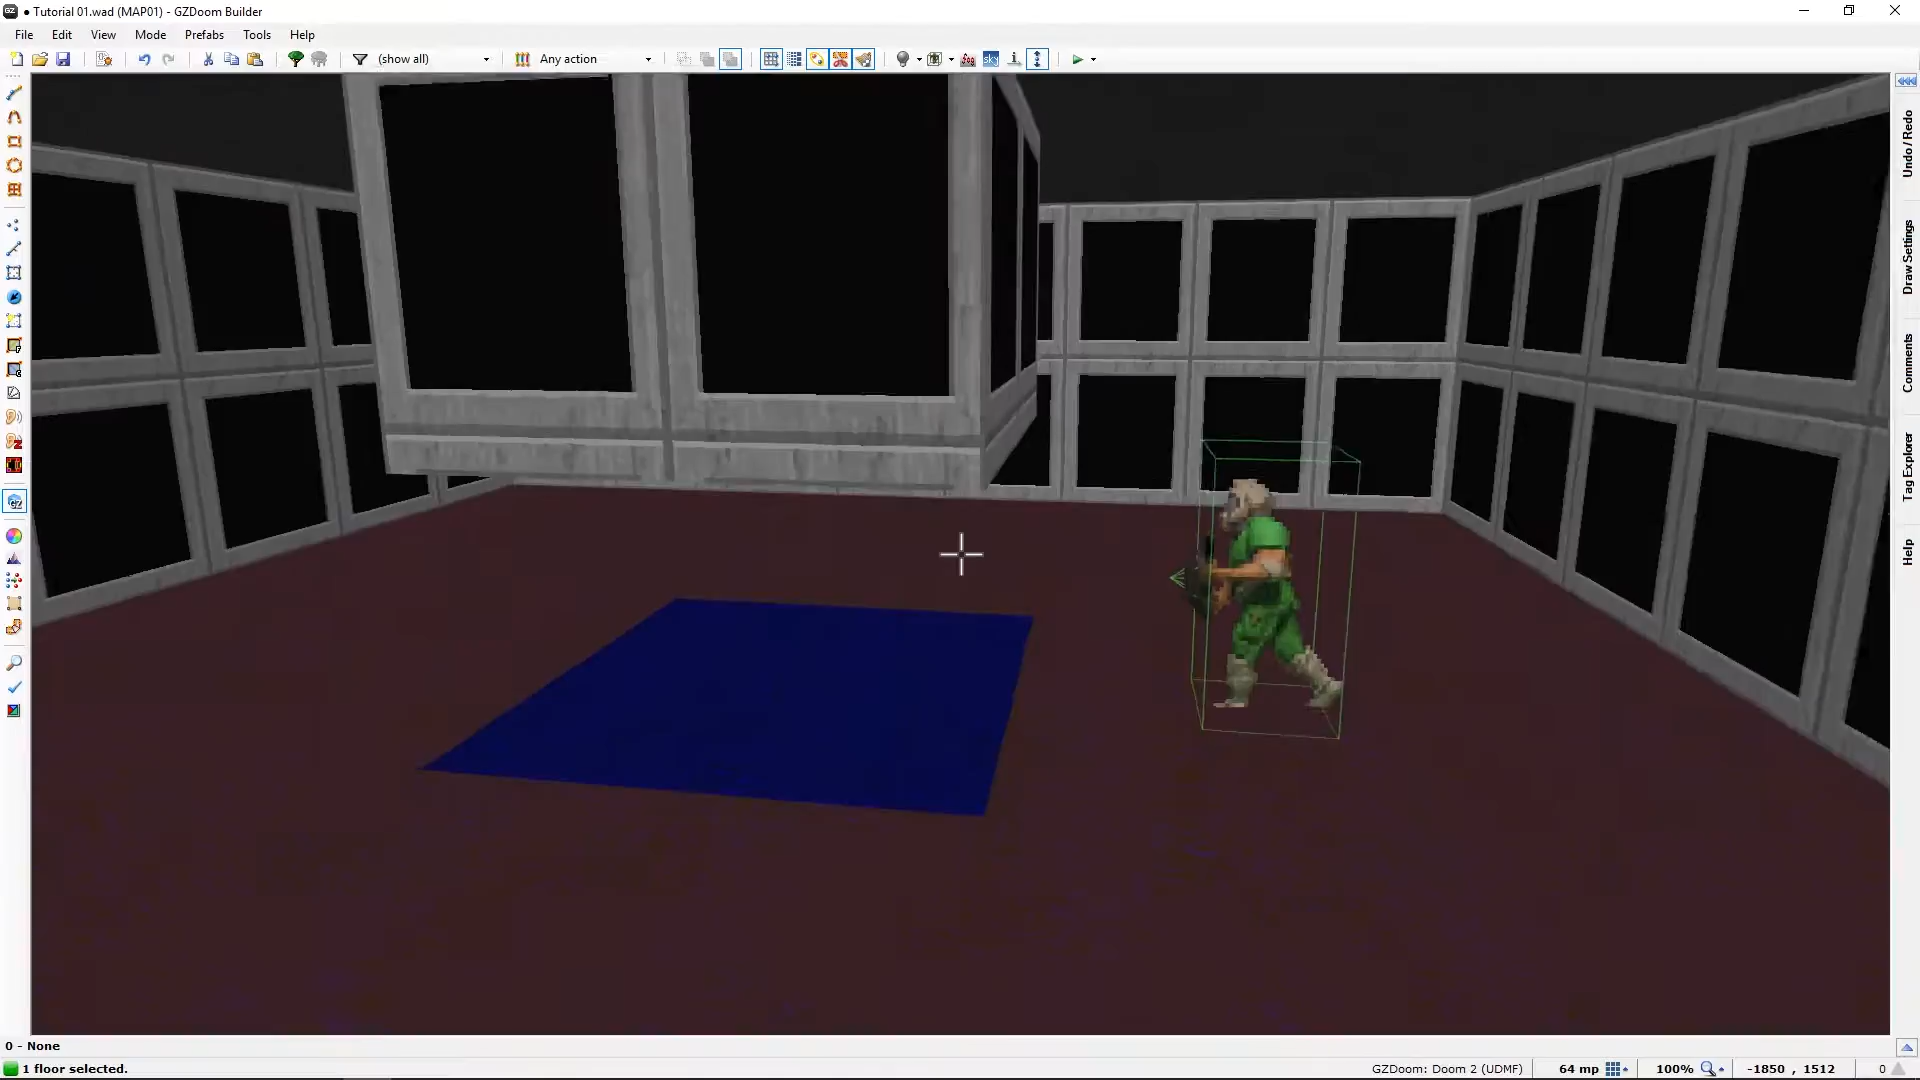 • Tutorial 01.wad (MAP01) - GZDoom Builder
File Edit View Mode Prefabs Tools Help
(show all) Any action
Undo / Redo
Draw Settings
Comments
Tag Explorer
Help
0 - None
1 floor selected. GZDoom: Doom 2 (UDMF) 64 mp 100% -1850 , 1512 0